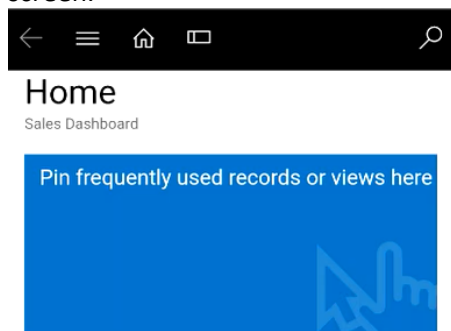 Home
Sales Dashboard
Pin frequently used records or views here